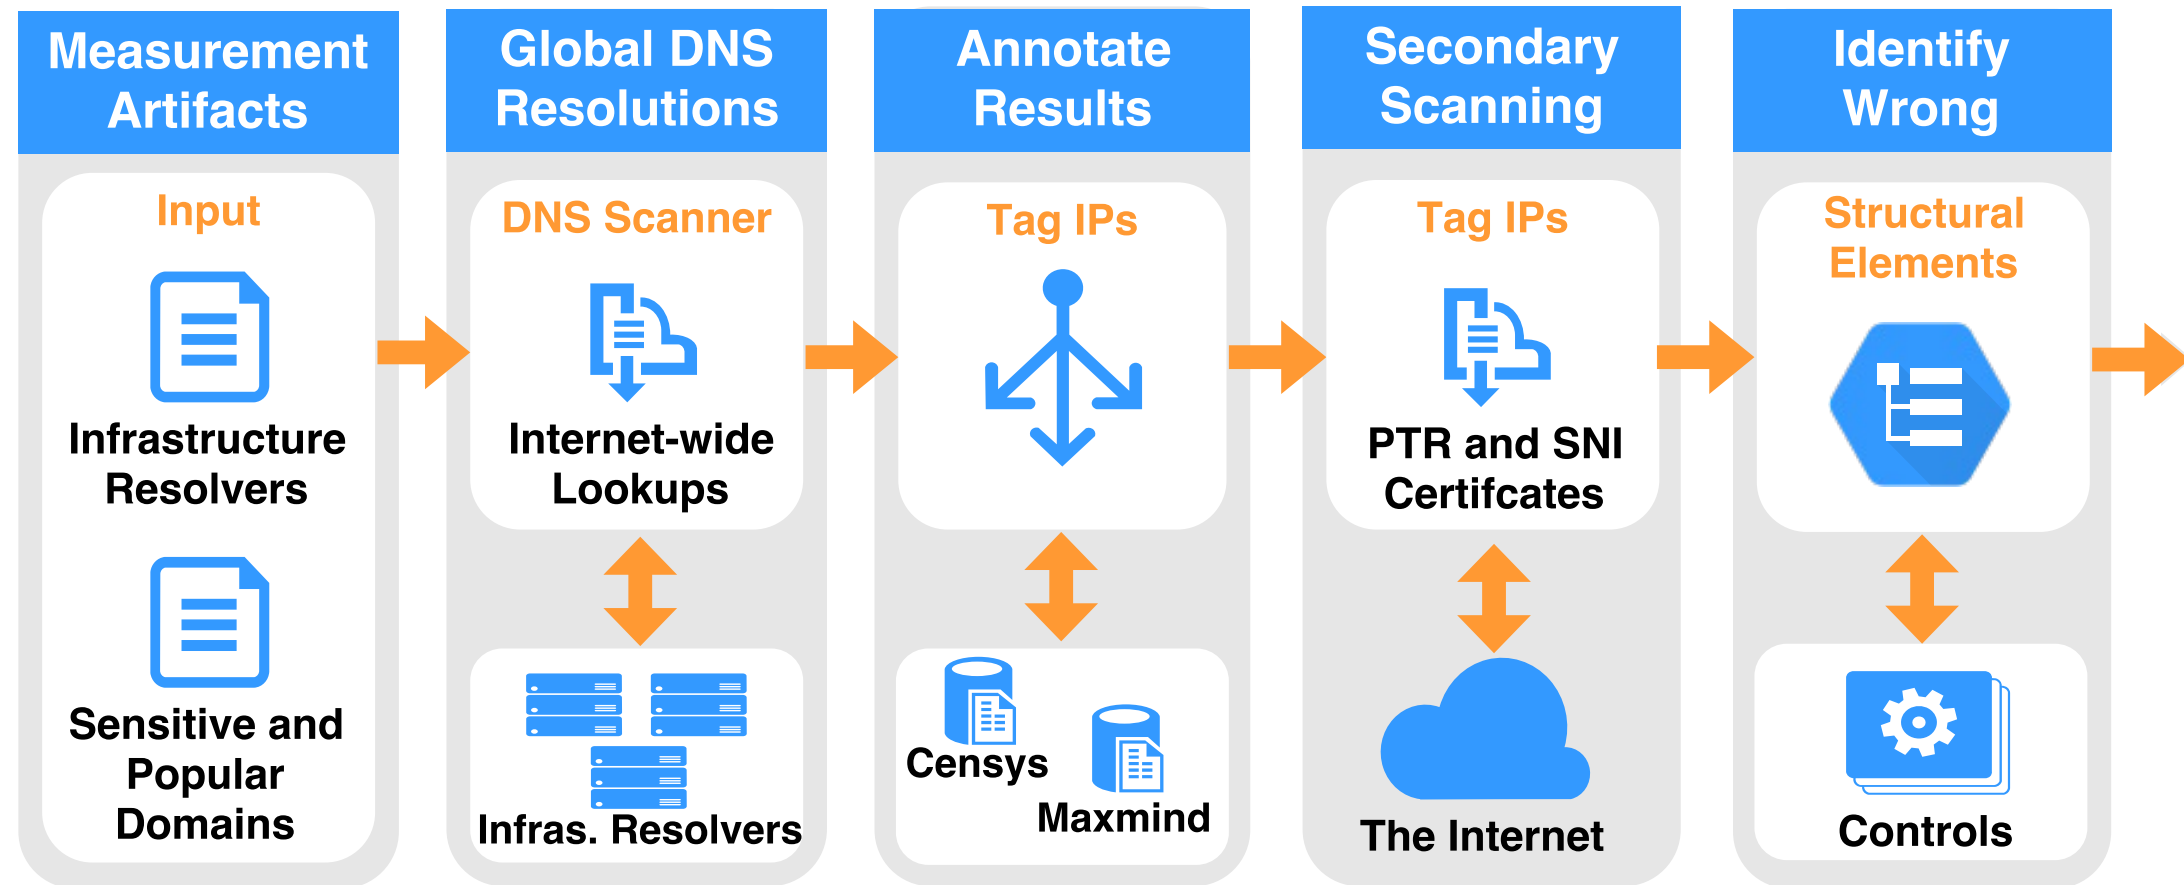 Measurement
Artifacts
Input
Infrastructure
Resolvers
Sensitive and
Popular
Domains
Global DNS
Resolutions
DNS Scanner
Internet-wide
Lookups
Infras. Resolvers
Annotate
Results
Tag IPs
Censys
Maxmind
Secondary
Scanning
Tag IPs
PTR and SNI
Certifcates
The Internet
Identify
Wrong
Structural
Elements
Controls